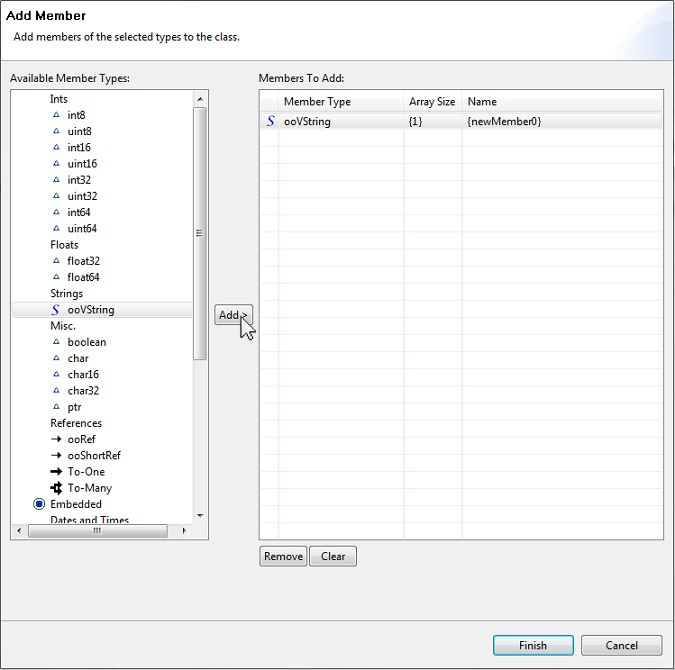 Add Member
Add members of the selected types to the class.
Available Member Types:
Ints
int8
uint8
int16
uint16
int32
uint32
int64
uint64
Floats
float32
float64
Strings
S ooVString
Misc.
boolean
char
char16
char32
ptr
References
ooRef
ooShortRef
To-One
To-Many
Embedded
Dates and Times
Add >
Members To Add:
Member Type Array Size Name
S ooVString {1} {newMember0}
Remove Clear
Finish Cancel